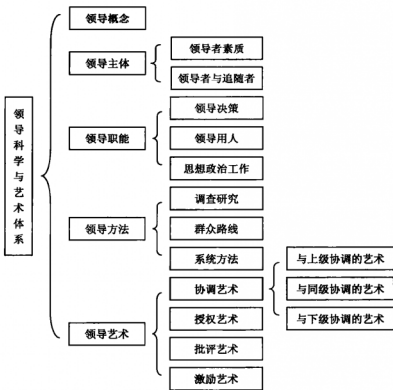 领导科学与艺术体系
领导概念
领导主体
领导者素质
领导者与追随者
领导职能
领导决策
领导用人
思想政治工作
领导方法
调查研究
群众路线
系统方法
领导艺术
协调艺术
与上级协调的艺术
与同级协调的艺术
与下级协调的艺术
授权艺术
批评艺术
激励艺术